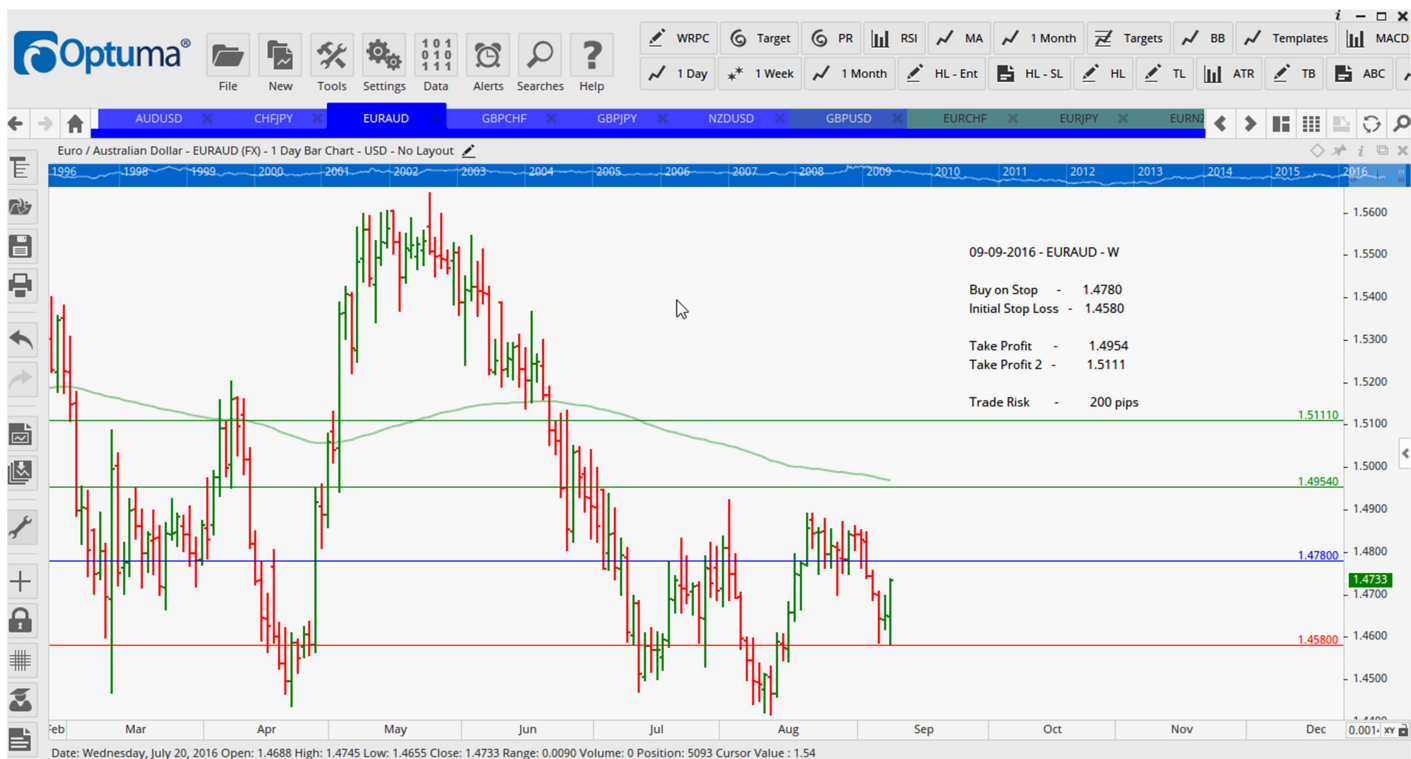 i
Optuma®
File
New
Tools
Settings
101
010
111
Data
Alerts
Searches
Help
WRPC
Target
PR
RSI
MA
1 Month
Targets
BB
Templates
MACD
1 Day
1 Week
1 Month
HL - Ent
HL - SL
HL
TL
ATR
TB
ABC
AUDUSD
CHFJPY
EURAUD
GBPCHF
GBPJPY
NZDUSD
GBPUSD
EURCHF
EURJPY
EURNZ
Euro / Australian Dollar - EURAUD (FX) - 1 Day Bar Chart - USD - No Layout
i
1996 1998 1999 2000 2001 2002 2003 2004 2005 2006 2007 2008 2009 2010 2011 2012 2013 2014 2015 2016
09-09-2016 - EURAUD - W
Buy on Stop - 1.4780
Initial Stop Loss - 1.4580
Take Profit - 1.4954
Take Profit 2 - 1.5111
Trade Risk - 200 pips
1.51110
1.49540
1.47800
1.45800
1.5600
1.5500
1.5400
1.5300
1.5200
1.5100
1.5000
1.4900
1.4800
1.4733
1.4700
1.4600
1.4500
1.4400
Feb Mar Apr May Jun Jul Aug Sep Oct Nov Dec
XY
Date: Wednesday, July 20, 2016 Open: 1.4688 High: 1.4745 Low: 1.4655 Close: 1.4733 Range: 0.0090 Volume: 0 Position: 5093 Cursor Value : 1.54